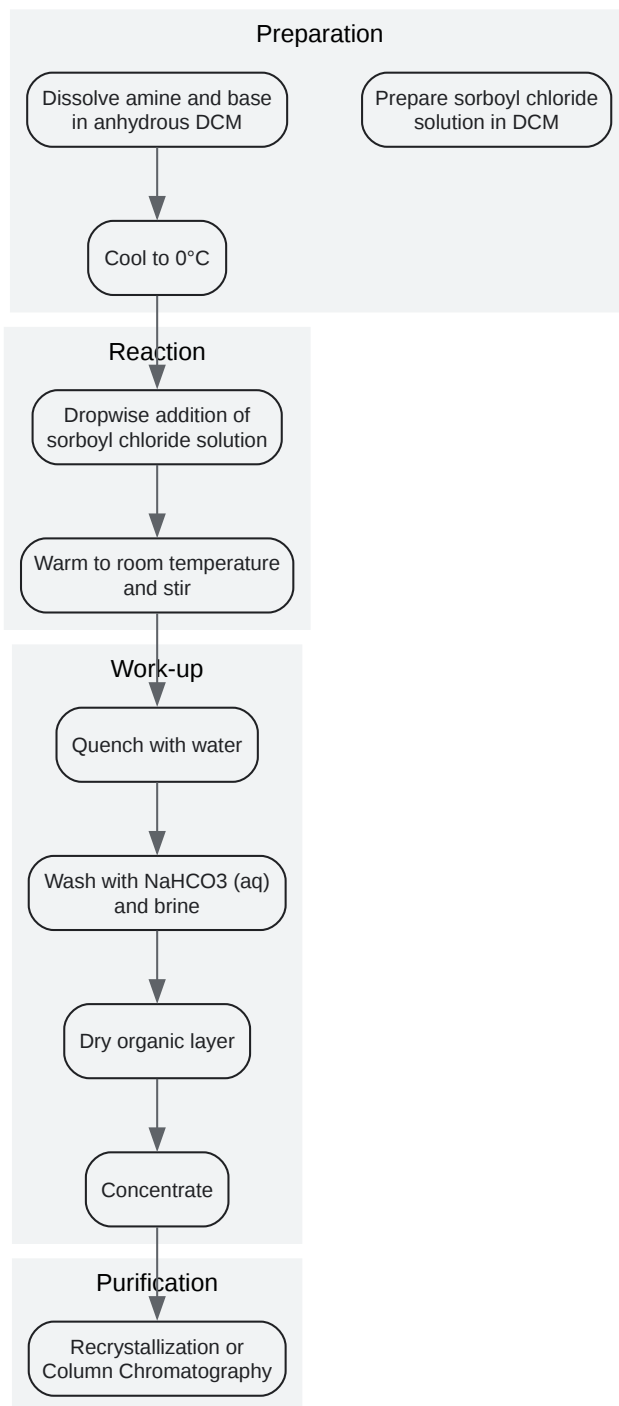 Preparation
Dissolve amine and base
in anhydrous DCM
Prepare sorboyl chloride
solution in DCM
Cool to 0°C
Reaction
Dropwise addition of
sorboyl chloride solution
Warm to room temperature
and stir
Work-up
Quench with water
Wash with NaHCO3 (aq)
and brine
Dry organic layer
Concentrate
Purification
Recrystallization or
Column Chromatography